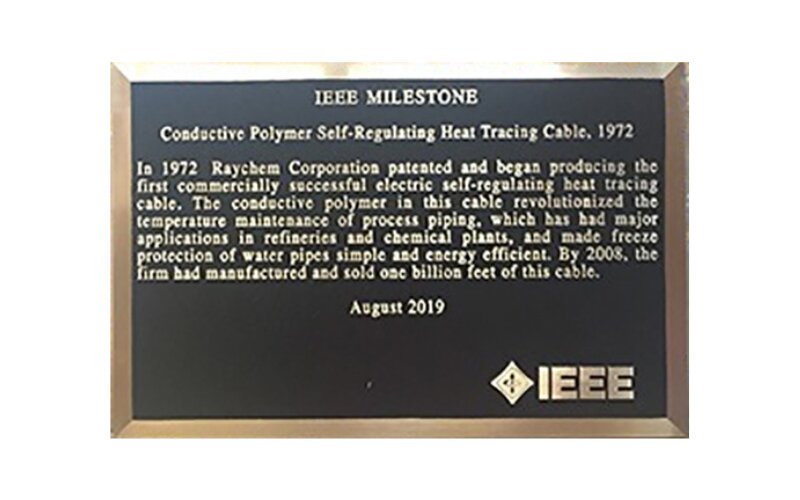 IEEE MILESTONE
Conductive Polymer Self-Regulating Heat Tracing Cable, 1972
In 1972 Raychem Corporation patented and began producing the
first commercially successful electric self-regulating heat tracing
cable. The conductive polymer in this cable revolutionized the
temperature maintenance of process piping, which has had major
applications in refineries and chemical plants, and made freeze
protection of water pipes simple and energy efficient. By 2008, the
firm had manufactured and sold one billion feet of this cable.
August 2019
IEEE